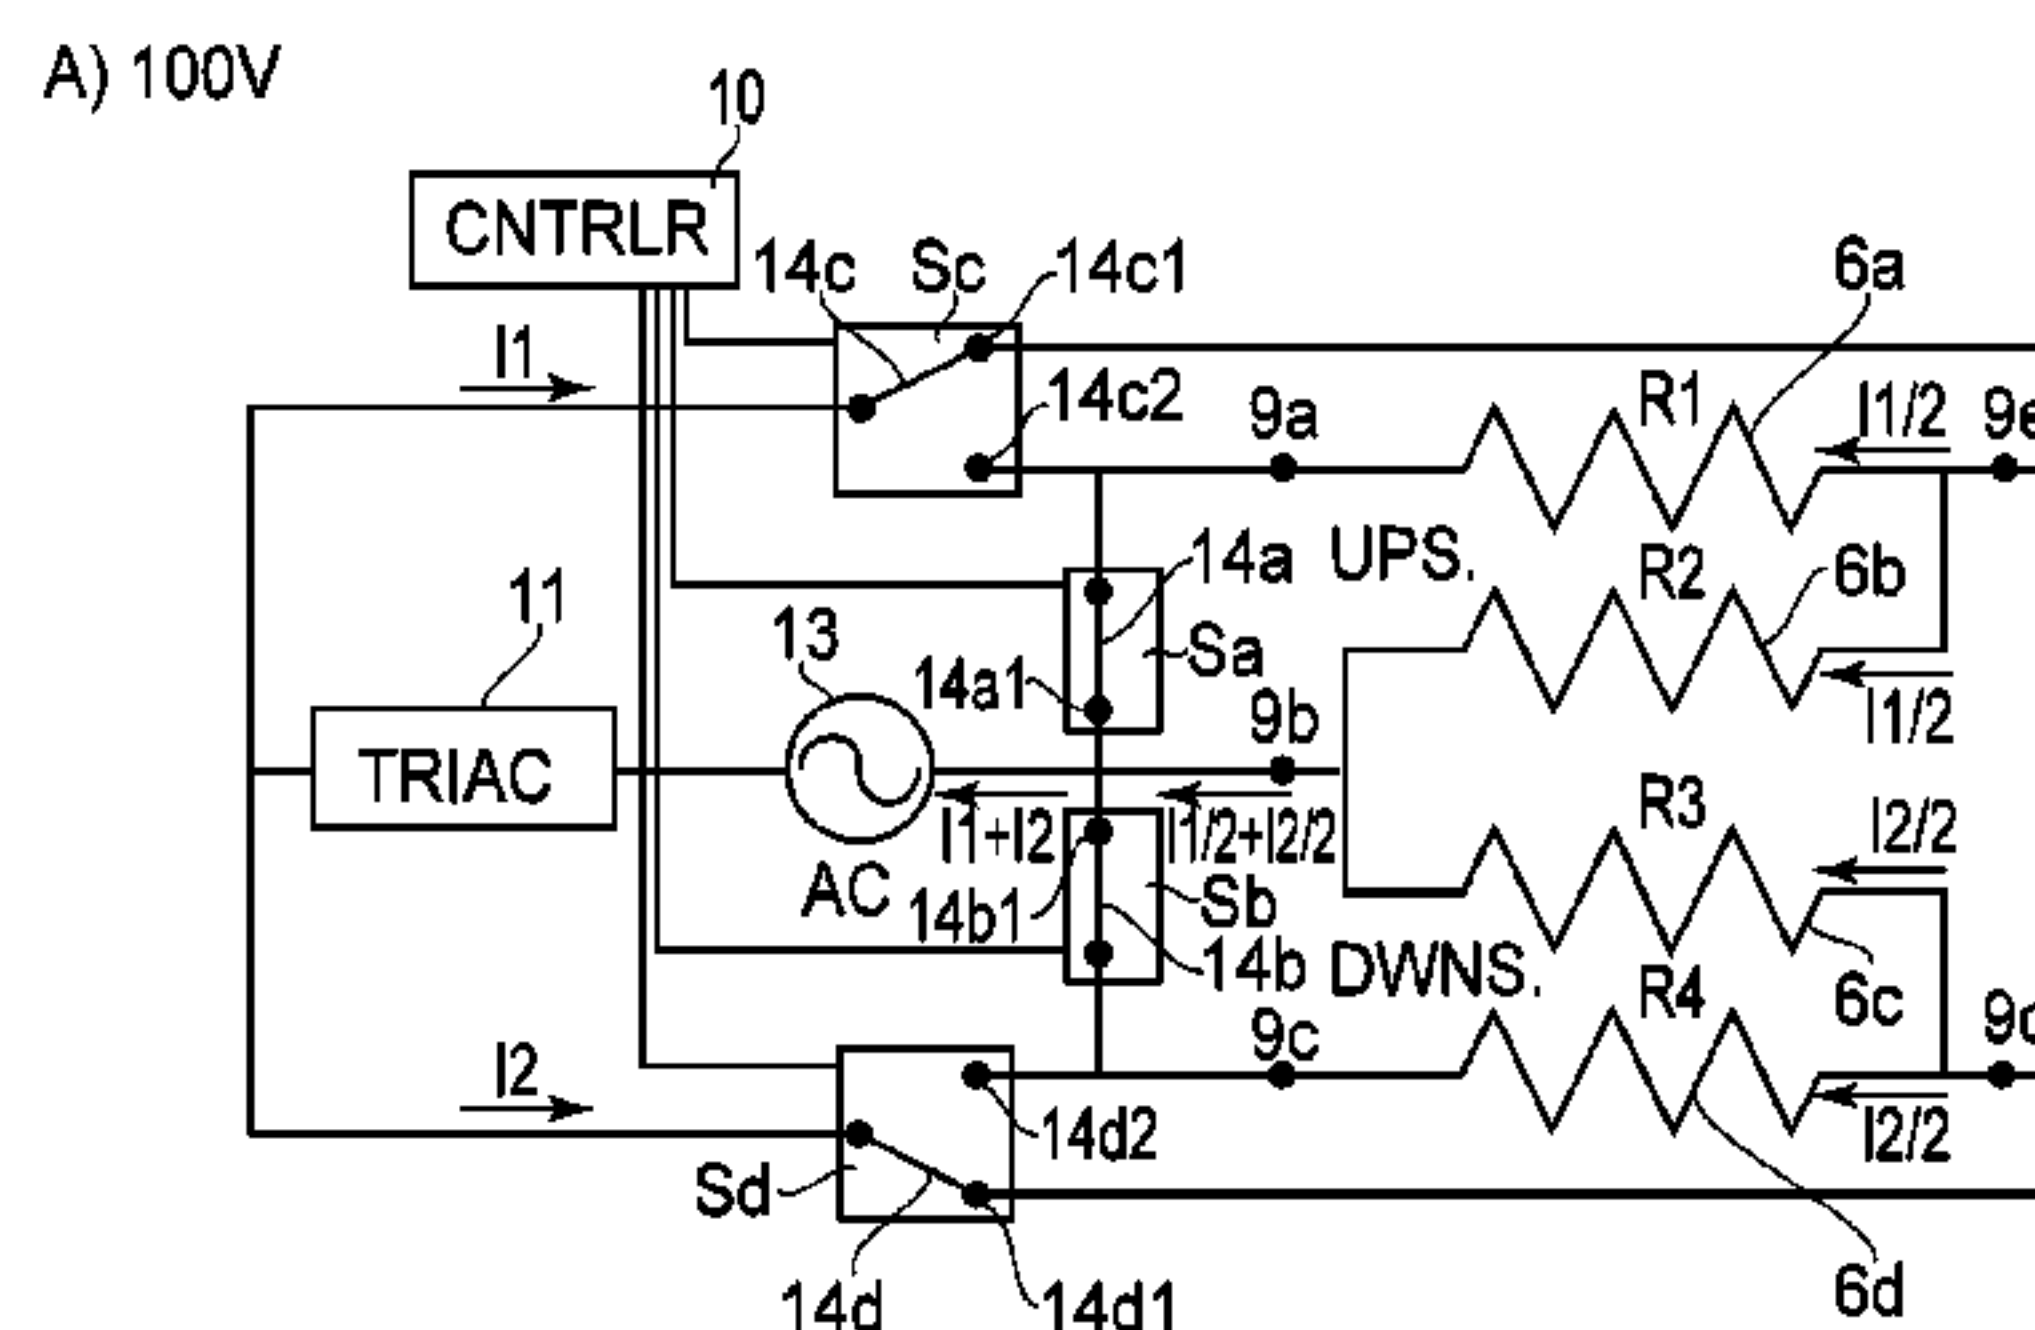 A) 100V
10
CNTRLR
14c
Sc
14c1
6a
I1
14c2
9a
R1
I1/2
9e
14a
UPS.
R2
6b
11
13
Sa
14a1
9b
I1/2
TRIAC
R3
I2/2
I1+I2
I1/2+I2/2
AC
14b1
Sb
14b
DWNS.
R4
6c
9c
I2
14d2
I2/2
Sd
14d
14d1
6d